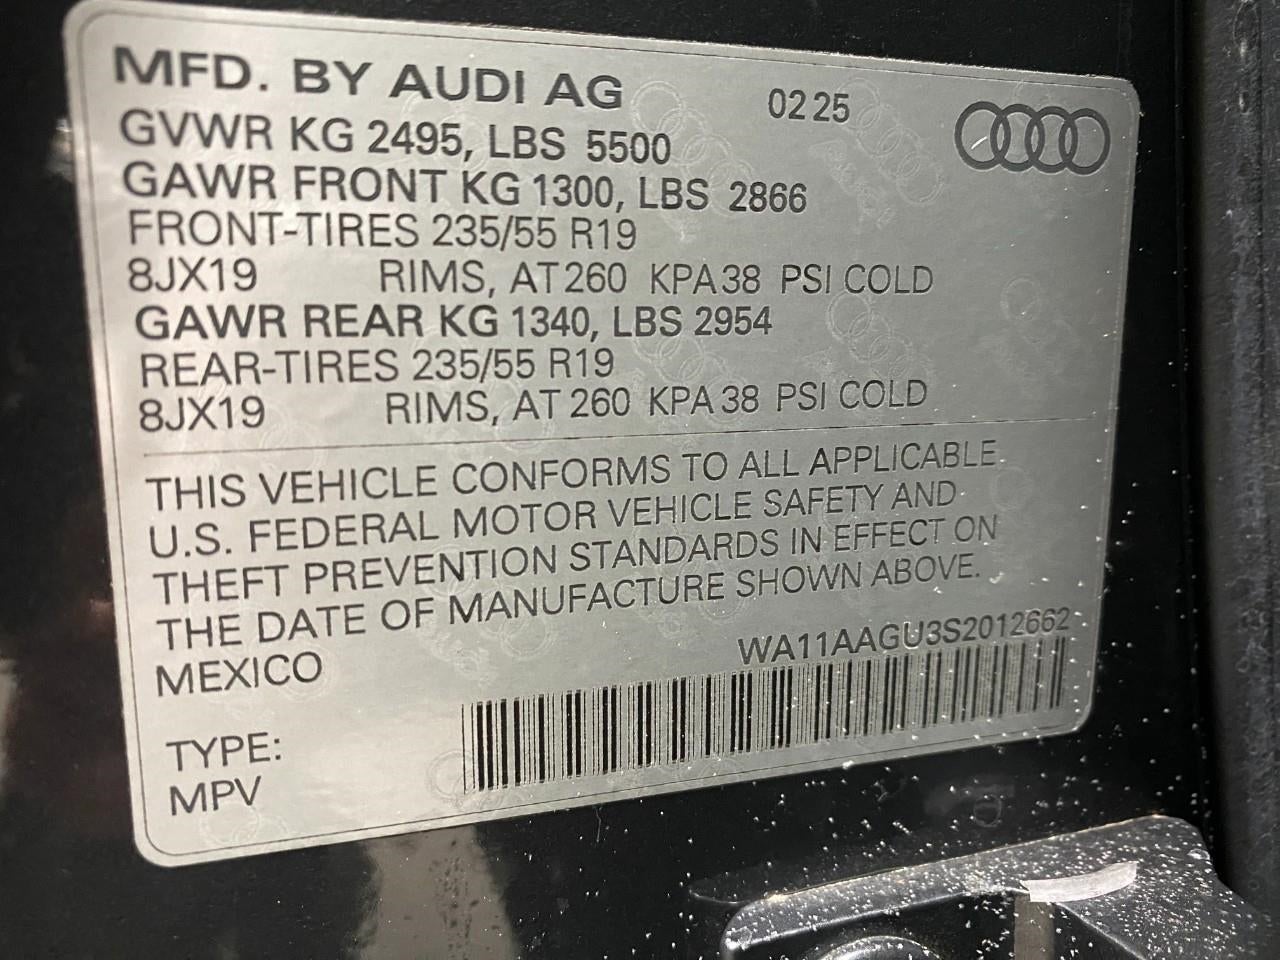 MFD. BY AUDI AG 02 25
GVWR KG 2495, LBS 5500
GAWR FRONT KG 1300, LBS 2866
FRONT-TIRES 235/55 R19
8JX19 RIMS, AT 260 KPA 38 PSI COLD
GAWR REAR KG 1340, LBS 2954
REAR-TIRES 235/55 R19
8JX19 RIMS, AT 260 KPA 38 PSI COLD
THIS VEHICLE CONFORMS TO ALL APPLICABLE
U.S. FEDERAL MOTOR VEHICLE SAFETY AND
THEFT PREVENTION STANDARDS IN EFFECT ON
THE DATE OF MANUFACTURE SHOWN ABOVE.
MEXICO WA11AAGU3S2012662
TYPE:
MPV